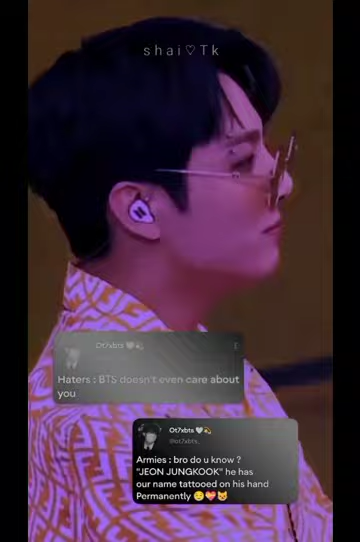 shai♡Tk
Ot7xbts 🤍💫
Haters : BTS doesn't even care about
you
Ot7xbts 🤍💫
@ot7xbts_
Armies : bro do u know ?
"JEON JUNGKOOK" he has
our name tattooed on his hand
Permanently 😌💝😼